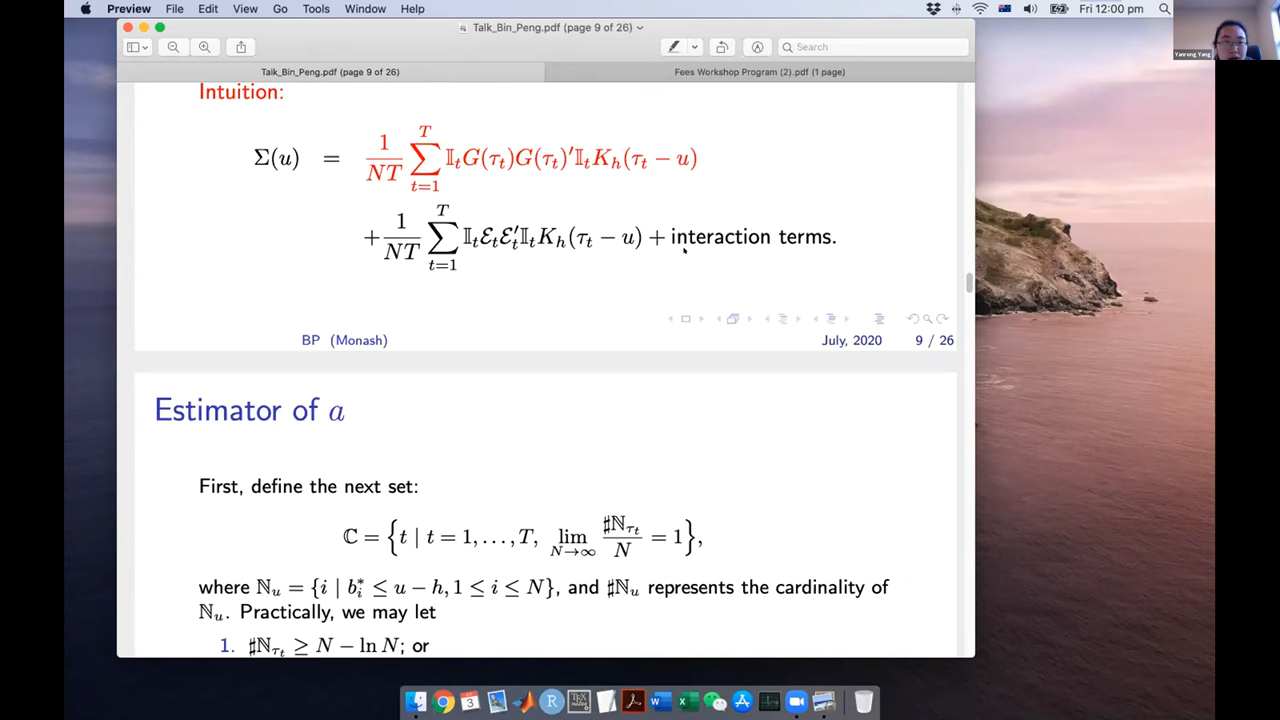 Preview File Edit View Go Tools Window Help Fri 12:00 pm
Talk_Bin_Peng.pdf (page 9 of 26)
Search
Talk_Bin_Peng.pdf (page 9 of 26) Fees Workshop Program (2).pdf (1 page)
Yanrong Yang
Intuition:
Σ(u) = 1/NT ∑_{t=1}^{T} 𝕀_t G(τ_t)G(τ_t)′𝕀_t K_h(τ_t − u)
+ 1/NT ∑_{t=1}^{T} 𝕀_t ℰ_t ℰ_t′ 𝕀_t K_h(τ_t − u) + interaction terms.
BP (Monash) July, 2020 9 / 26
Estimator of a
First, define the next set:
ℂ = {t | t = 1, . . . , T, lim_{N→∞} ♯ℕ_{τ_t}/N = 1},
where ℕ_u = {i | b_i^* ≤ u − h, 1 ≤ i ≤ N}, and ♯ℕ_u represents the cardinality of
ℕ_u. Practically, we may let
1. ♯ℕ_{τ_t} ≥ N − ln N; or